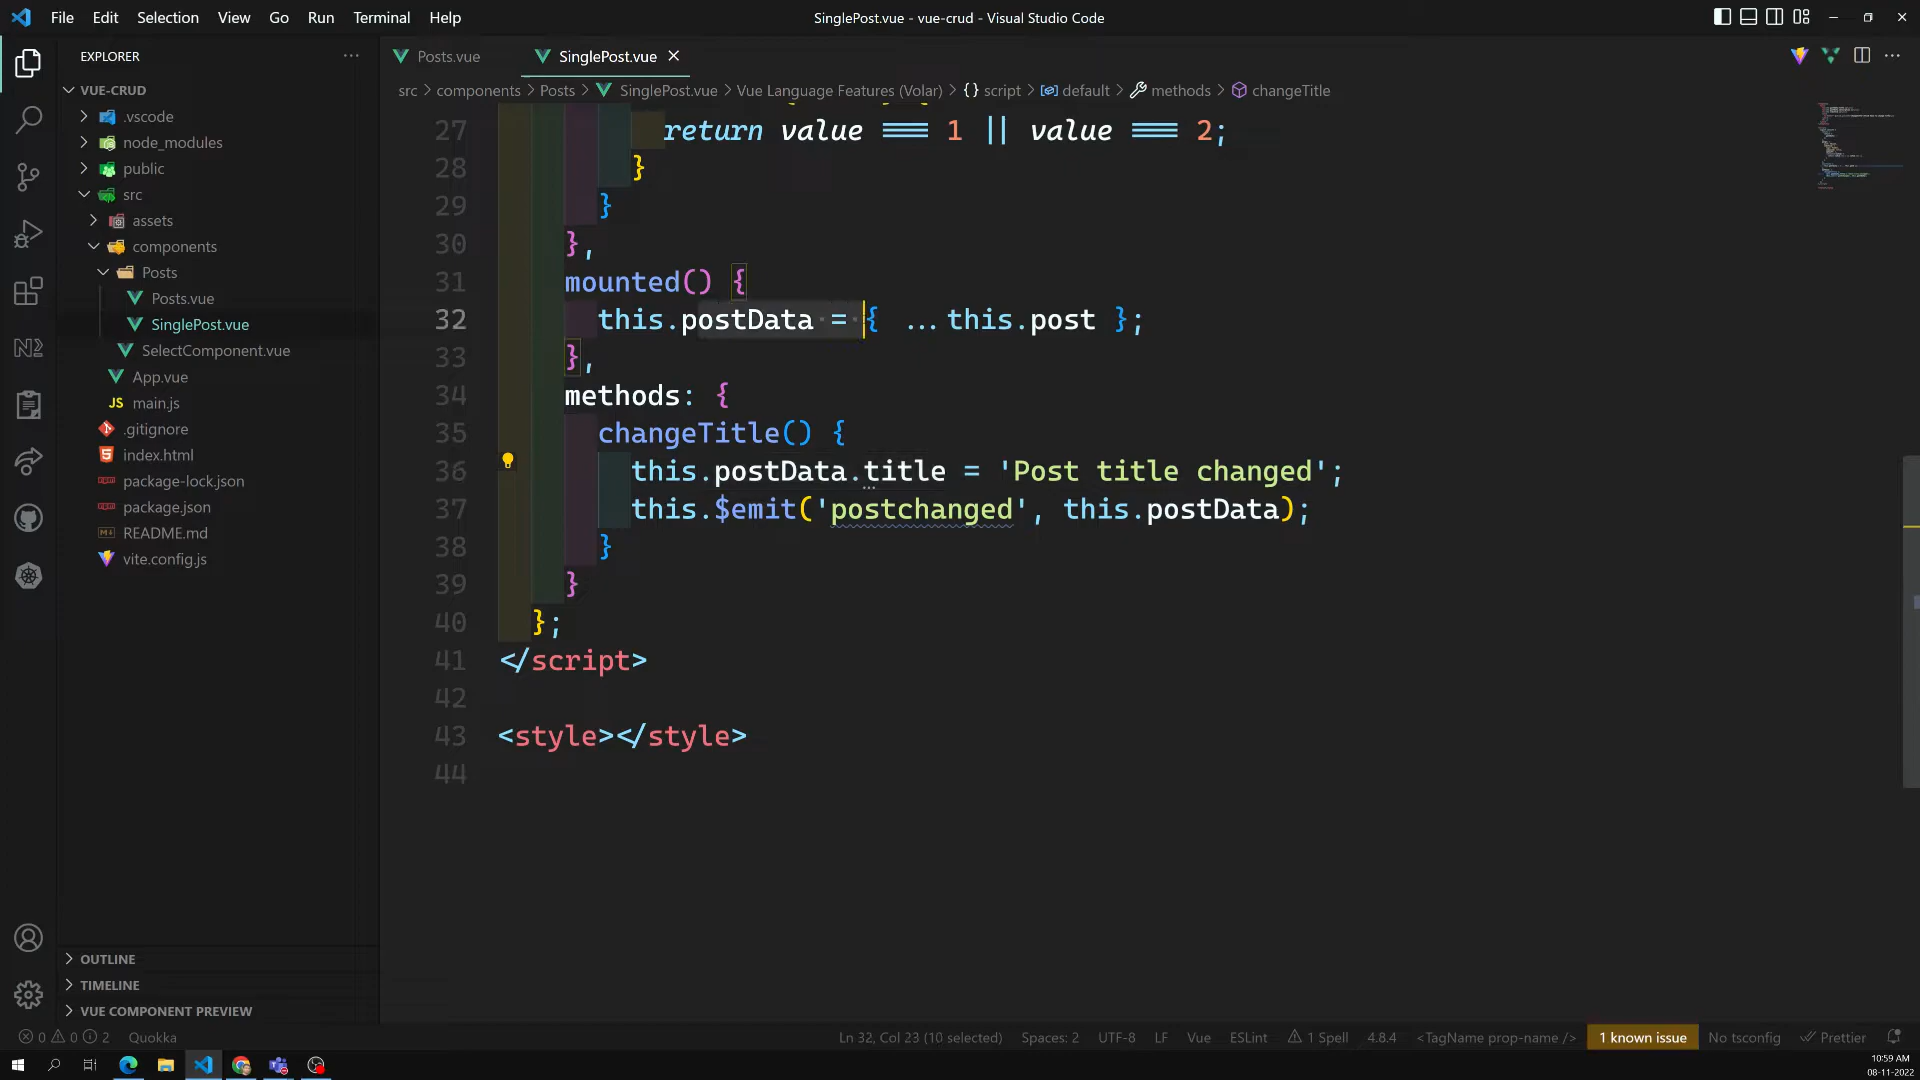 File Edit Selection View Go Run Terminal Help
SinglePost.vue - vue-crud - Visual Studio Code
EXPLORER
VUE-CRUD
.vscode
node_modules
public
src
assets
components
Posts
Posts.vue
SinglePost.vue
SelectComponent.vue
App.vue
JS main.js
.gitignore
index.html
package-lock.json
package.json
README.md
vite.config.js
OUTLINE
TIMELINE
VUE COMPONENT PREVIEW
Posts.vue SinglePost.vue
src > components > Posts > SinglePost.vue > Vue Language Features (Volar) > {} script > default > methods > changeTitle
27 return value === 1 || value === 2;
28 }
29 }
30 },
31 mounted() {
32 this.postData = { ...this.post };
33 },
34 methods: {
35 changeTitle() {
36 this.postData.title = 'Post title changed';
37 this.$emit('postchanged', this.postData);
38 }
39 }
40 };
41 </script>
42
43 <style></style>
44
0 0 2 Quokka
Ln 32, Col 23 (10 selected) Spaces: 2 UTF-8 LF Vue ESLint 1 Spell 4.8.4 <TagName prop-name /> 1 known issue No tsconfig Prettier
10:59 AM
08-11-2022